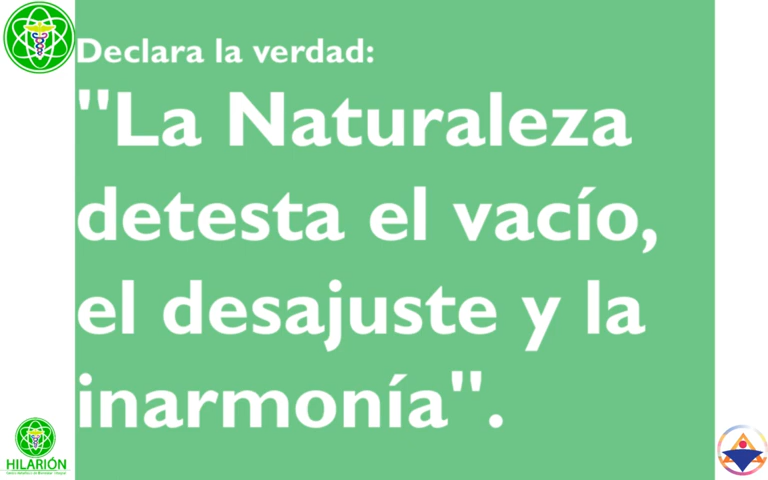 Declara la verdad:
"La Naturaleza
detesta el vacío,
el desajuste y la
inarmonía".
HILARIÓN